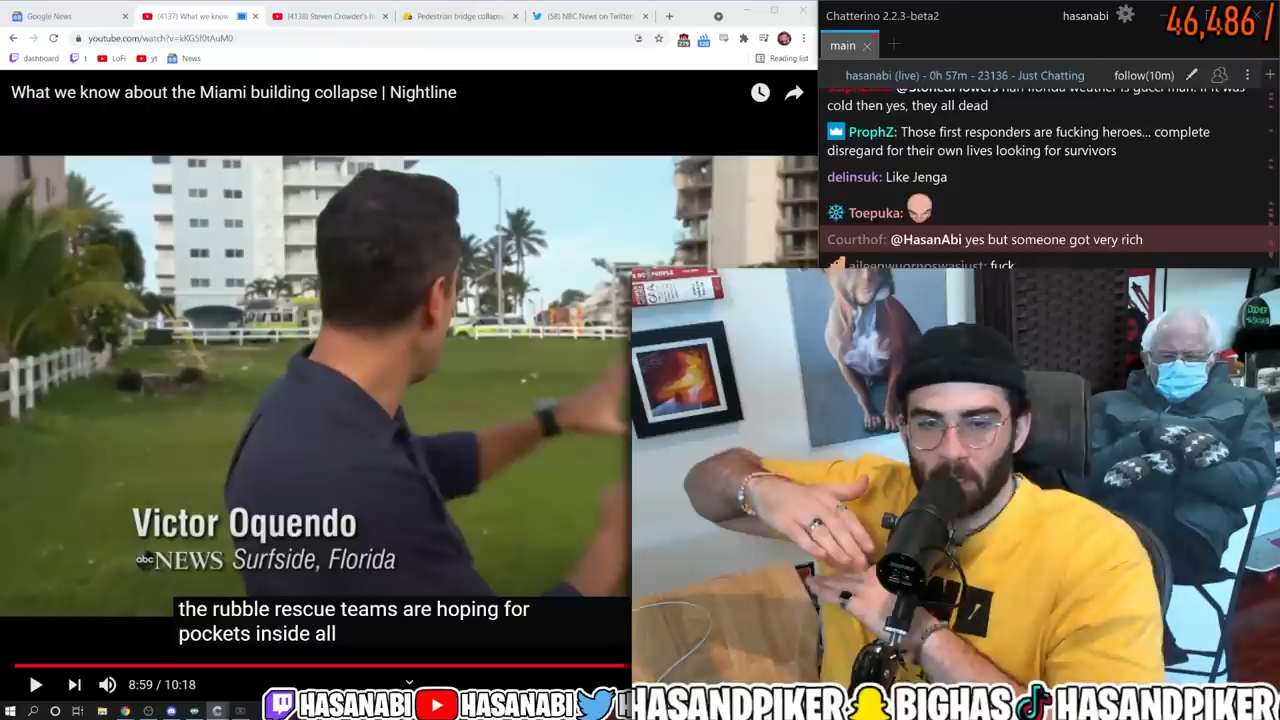 Google News
(4137) What we know
(4138) Steven Crowder's
Pedestrian bridge collaps
(58) NBC News on Twitter
youtube.com/watch?v=kKG5f0tAuM0
dashboard
t
LoFi
yt
News
Reading list
What we know about the Miami building collapse | Nightline
Victor Oquendo
abc NEWS Surfside, Florida
the rubble rescue teams are hoping for
pockets inside all
8:59 / 10:18
Chatterino 2.2.3-beta2
hasanabi
46,486 /
main
hasanabi (live) - 0h 57m - 23136 - Just Chatting
follow(10m)
cold then yes, they all dead
ProphZ: Those first responders are fucking heroes... complete
disregard for their own lives looking for survivors
delinsuk: Like Jenga
Toepuka:
Courthof: @HasanAbi yes but someone got very rich
fuck
HASANABI HASANABI HASANDPIKER BIGHAS HASANDPIKER